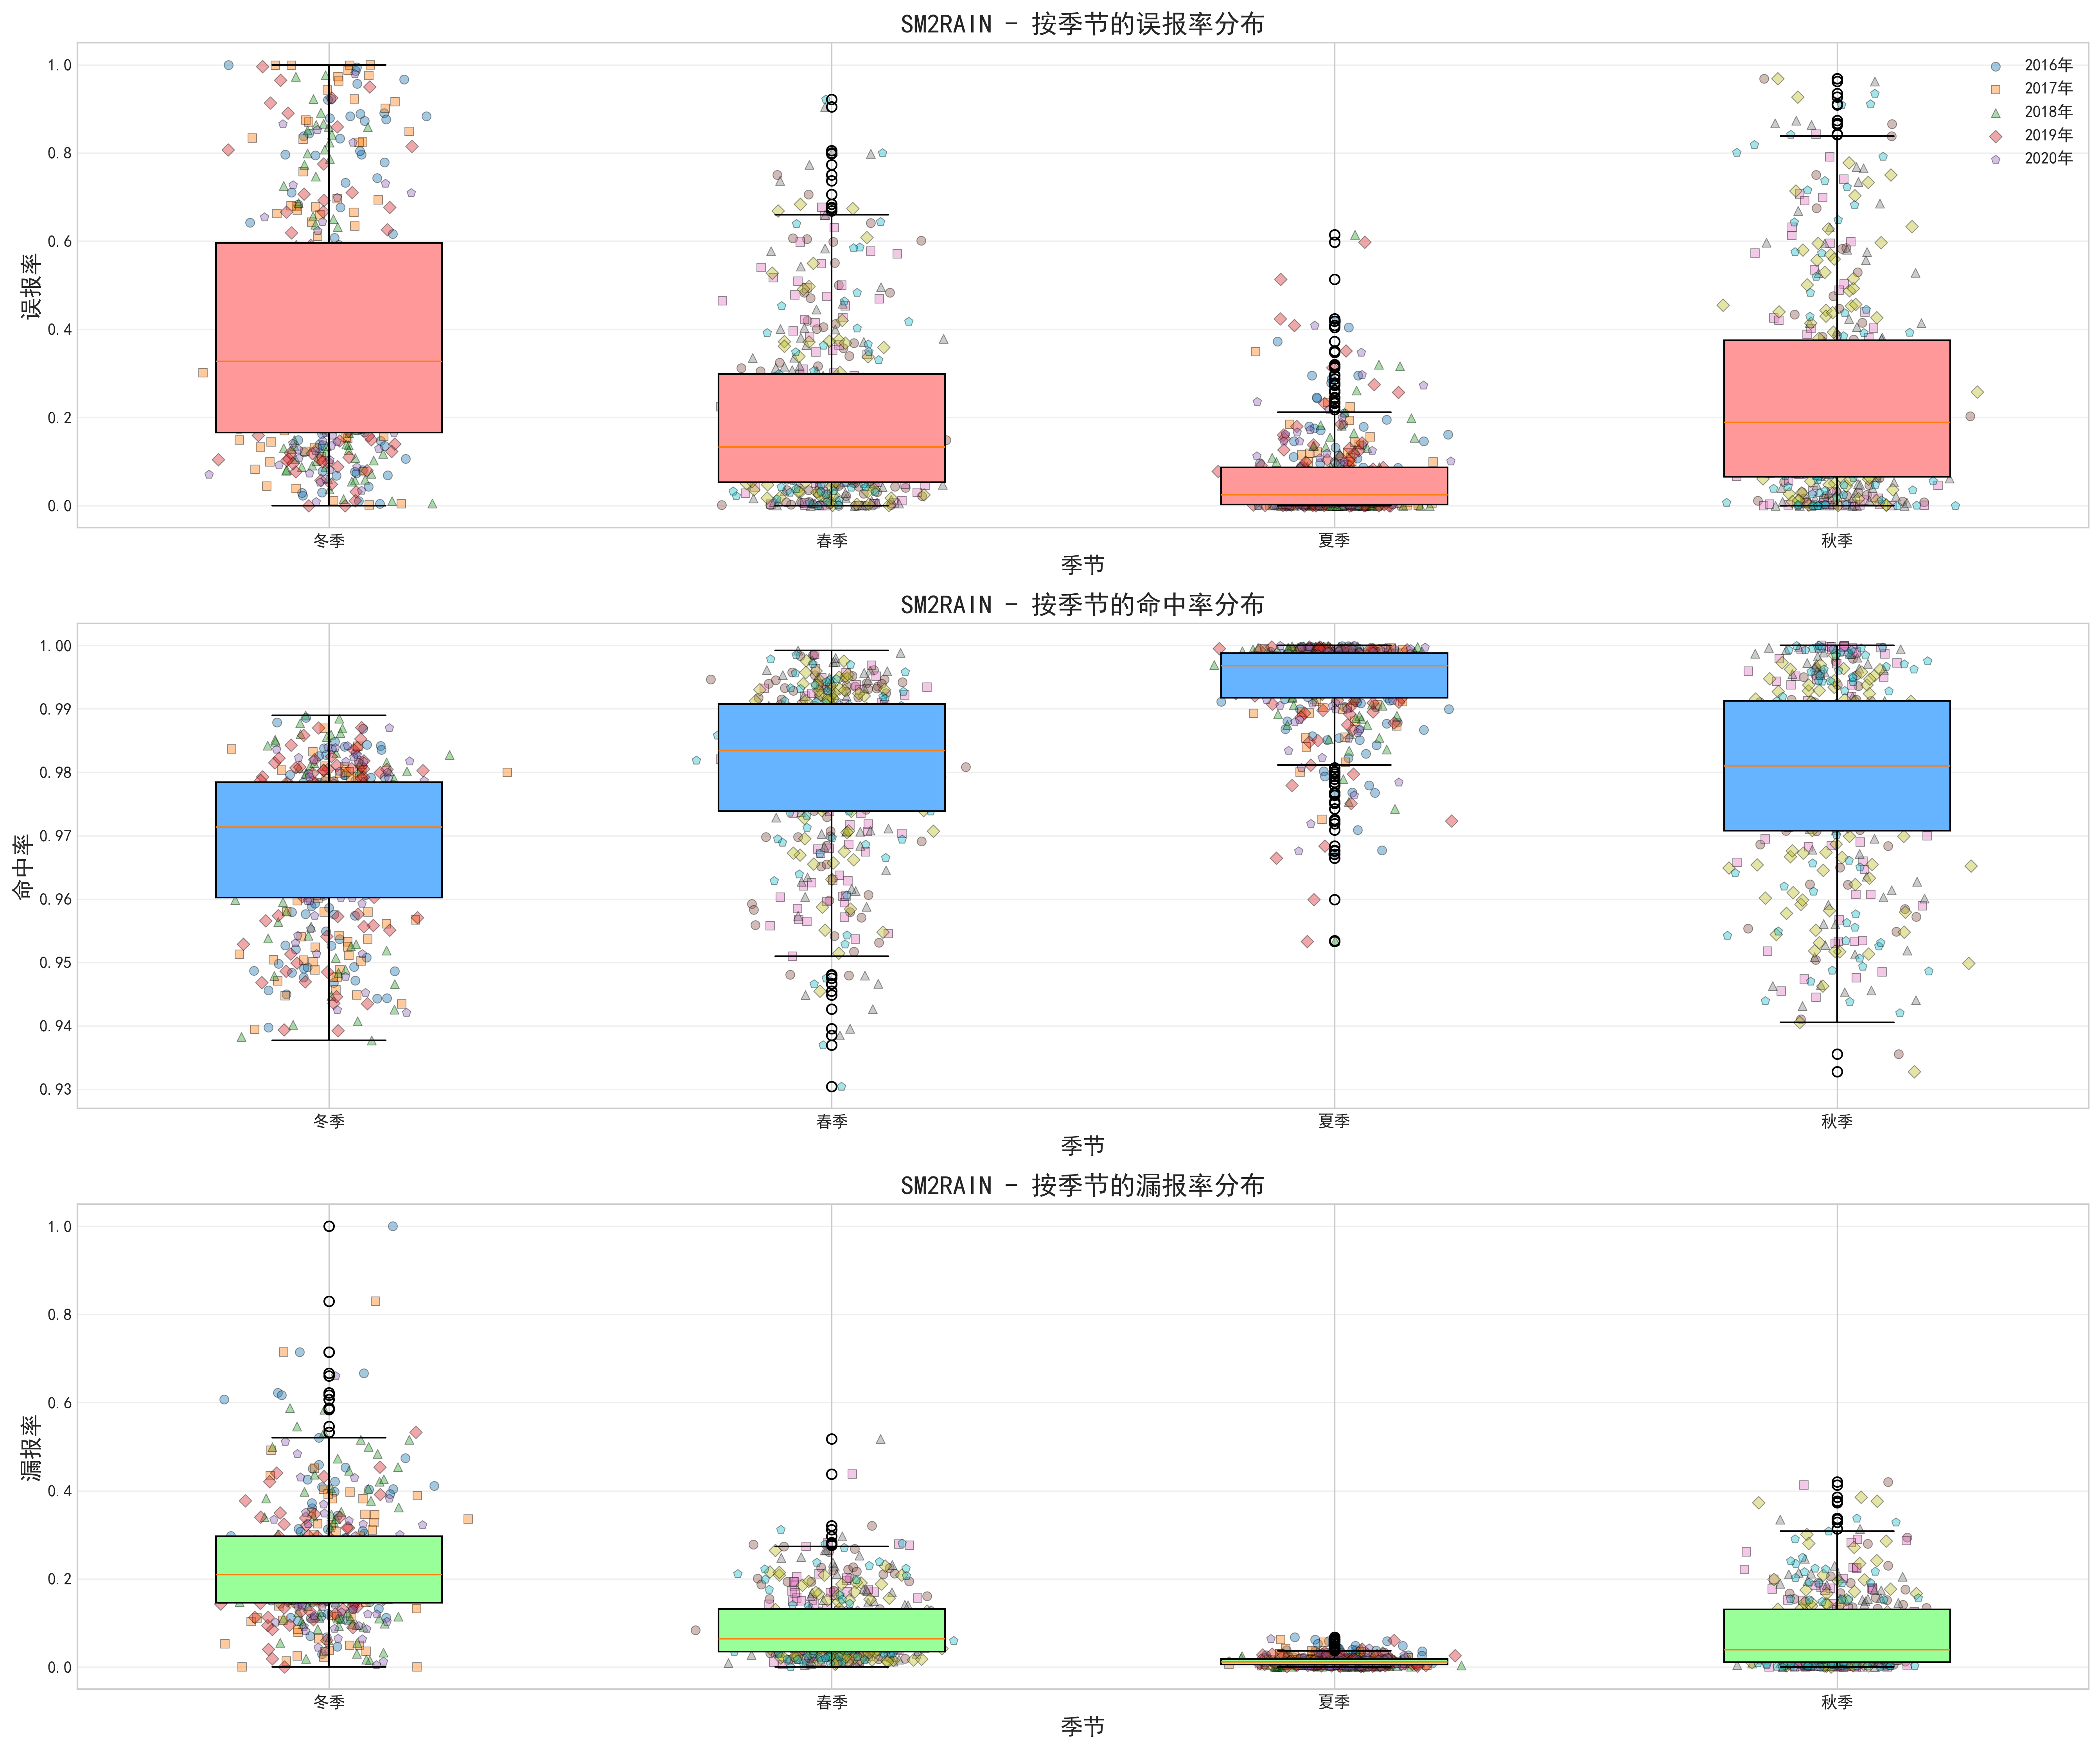 SM2RAIN - 按季节的误报率分布
误报率
1.0
0.8
0.6
0.4
0.2
0.0
2016年
2017年
2018年
2019年
2020年
冬季
春季
夏季
秋季
季节
SM2RAIN - 按季节的命中率分布
命中率
1.00
0.99
0.98
0.97
0.96
0.95
0.94
0.93
冬季
春季
夏季
秋季
季节
SM2RAIN - 按季节的漏报率分布
漏报率
1.0
0.8
0.6
0.4
0.2
0.0
冬季
春季
夏季
秋季
季节